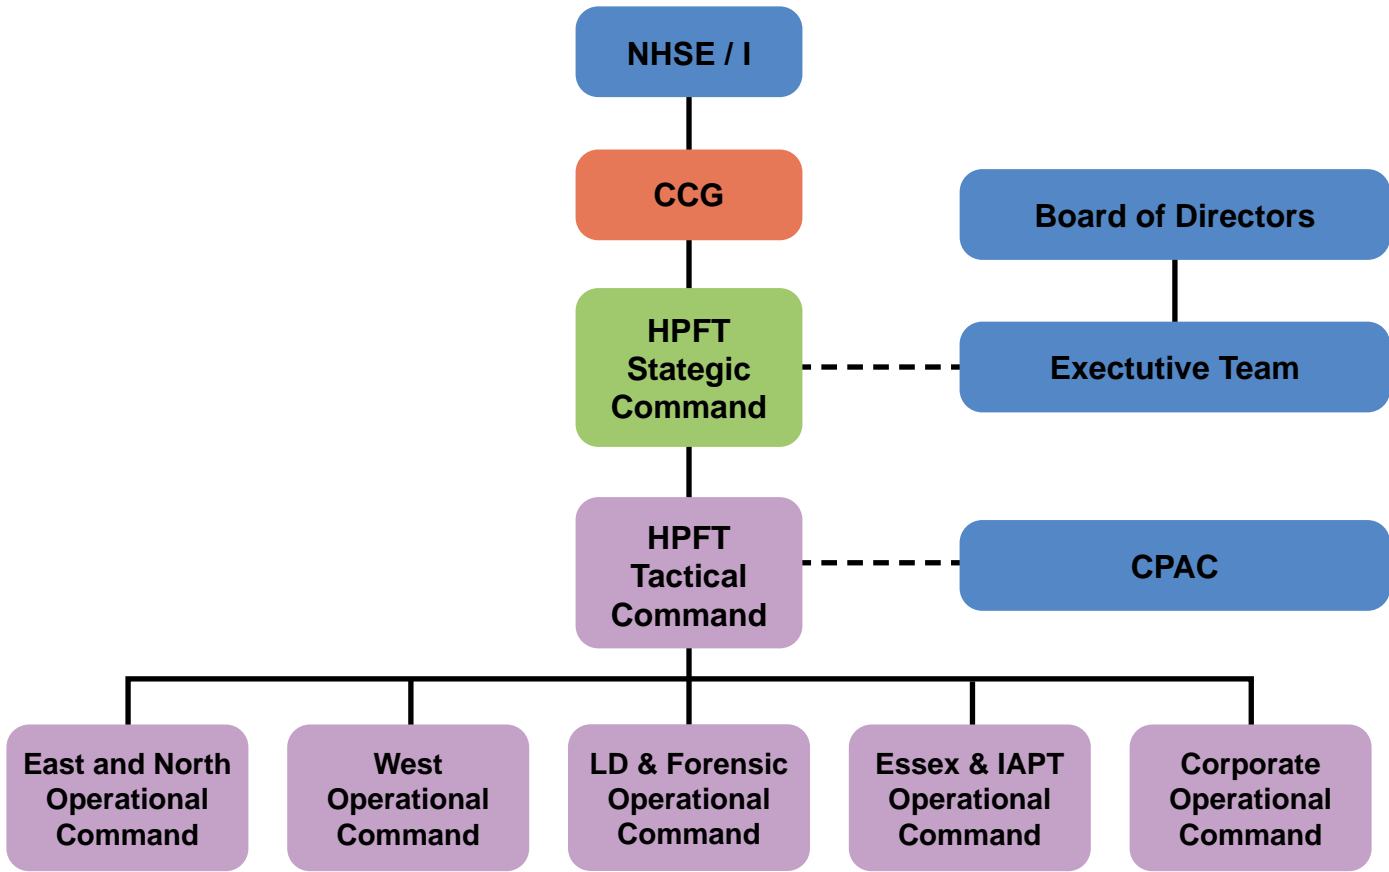 NHSE / I
CCG
Board of Directors
HPFT
Stategic
Command
Exectutive Team
HPFT
Tactical
Command
CPAC
East and North
Operational
Command
West
Operational
Command
LD & Forensic
Operational
Command
Essex & IAPT
Operational
Command
Corporate
Operational
Command